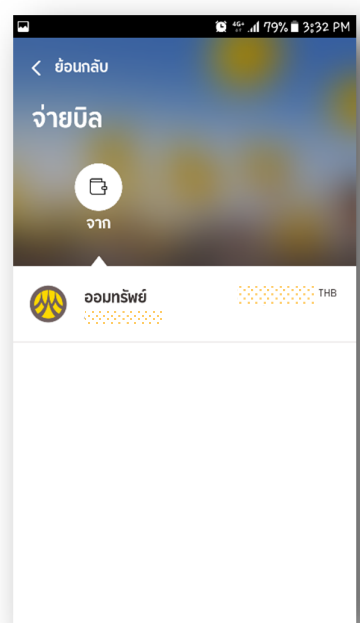 4G+ 79% 3:32 PM
ย้อนกลับ
จ่ายบิล
จาก
ออมทรัพย์ THB